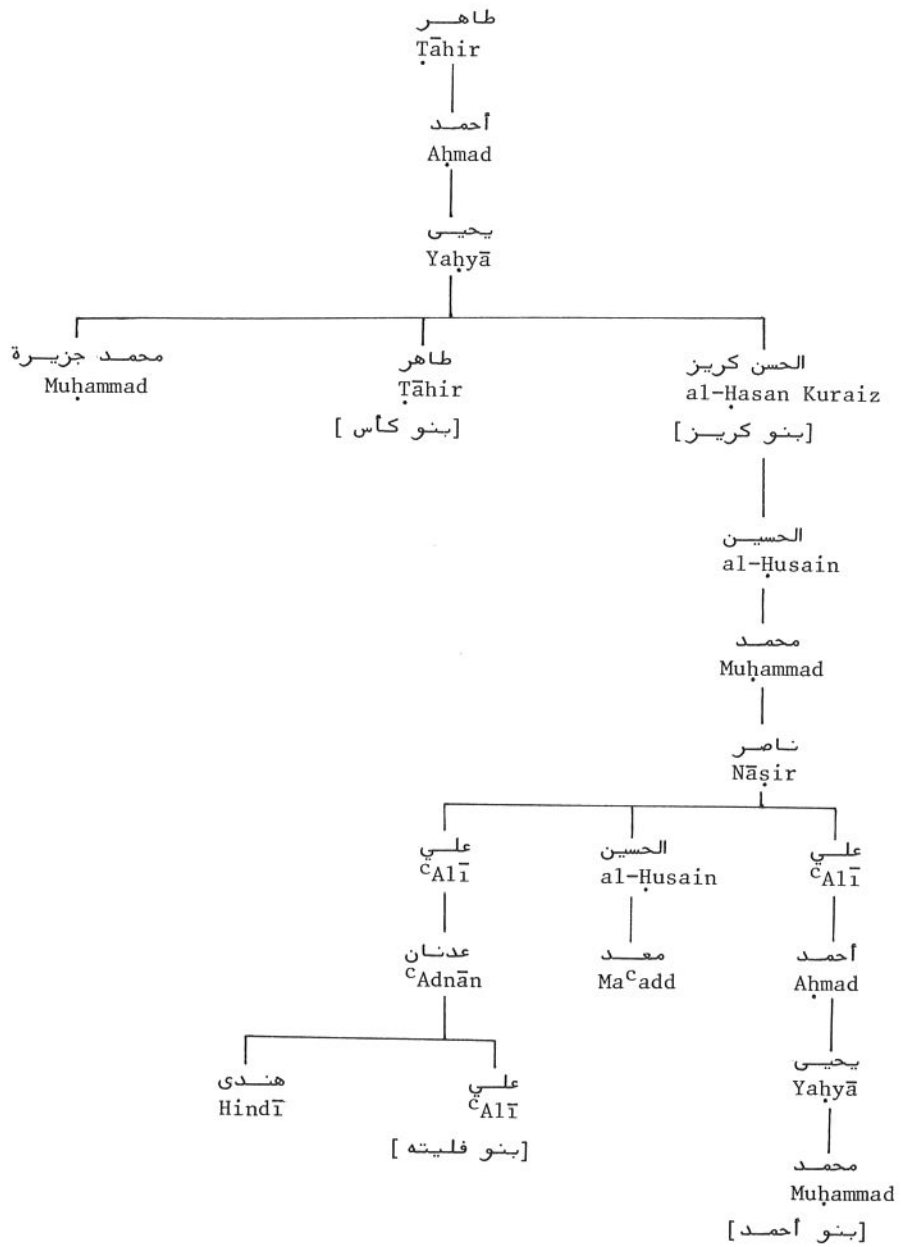 طاهر
Ṭāhir
أحمد
Aḥmad
يحيى
Yaḥyā
محمد جزيرة
Muḥammad
طاهر
Ṭāhir
[بنو كأس]
الحسن كريز
al-Ḥasan Kuraiz
[بنو كريز]
الحسين
al-Ḥusain
محمد
Muḥammad
ناصر
Nāṣir
علي
ᶜAlī
الحسين
al-Ḥusain
علي
ᶜAlī
عدنان
ᶜAdnān
معد
Maᶜadd
أحمد
Aḥmad
هندى
Hindī
علي
ᶜAlī
[بنو فليته]
يحيى
Yaḥyā
محمد
Muḥammad
[بنو أحمد]